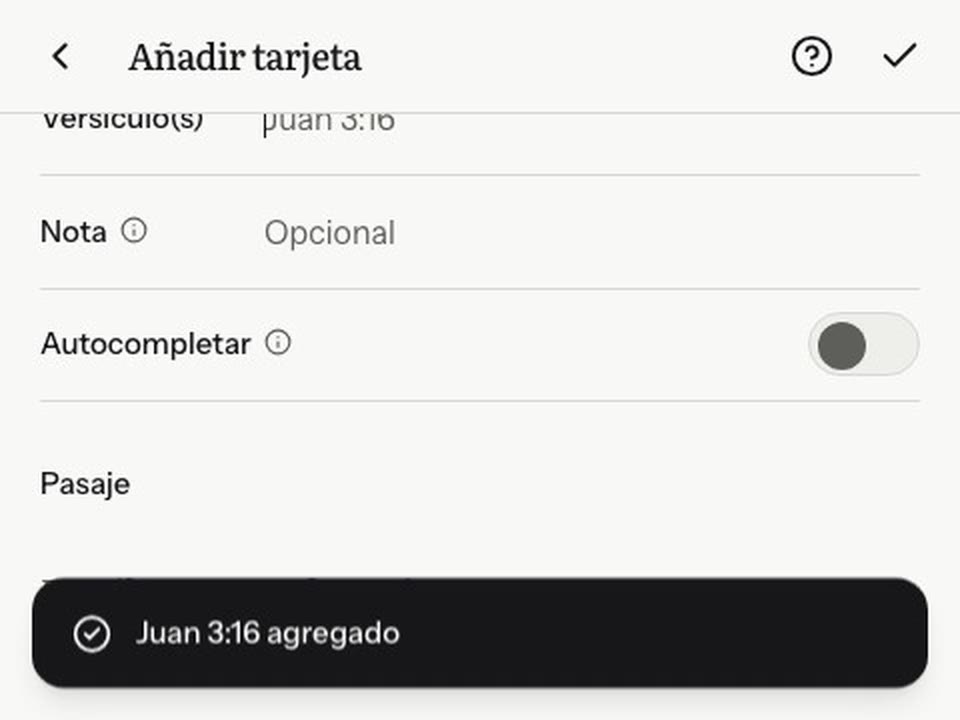 Añadir tarjeta
Versículo(s) Juan 3:16
Nota Opcional
Autocompletar
Pasaje
Juan 3:16 agregado